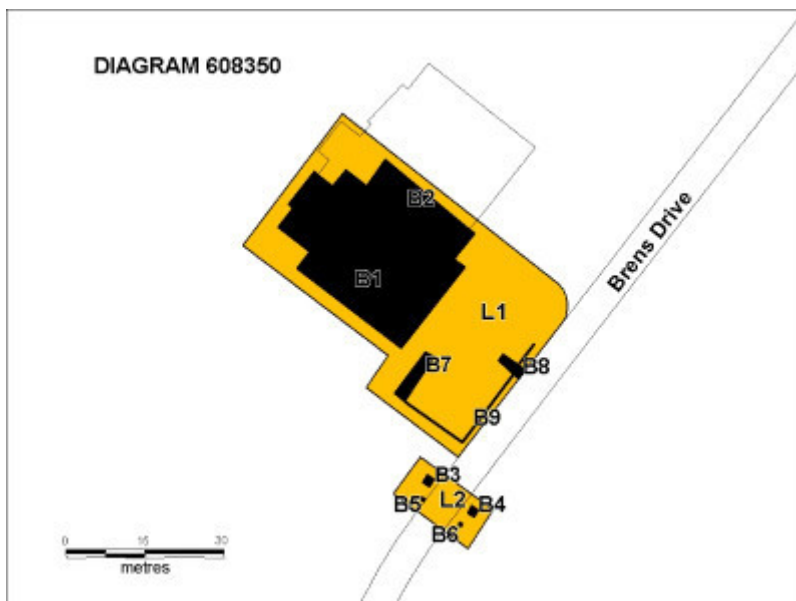 DIAGRAM 608350
B2
Brens Drive
B1
L1
B7
B8
B9
B3
L2
B4
B5
B6
0 15 30
metres